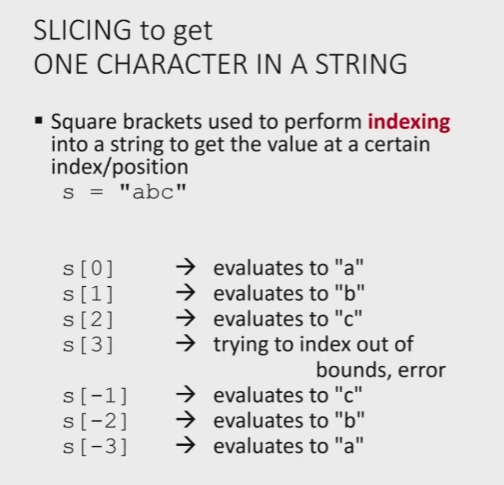 SLICING to get
ONE CHARACTER IN A STRING
▪ Square brackets used to perform indexing
into a string to get the value at a certain
index/position
s = "abc"
s[0] → evaluates to "a"
s[1] → evaluates to "b"
s[2] → evaluates to "c"
s[3] → trying to index out of
bounds, error
s[-1] → evaluates to "c"
s[-2] → evaluates to "b"
s[-3] → evaluates to "a"